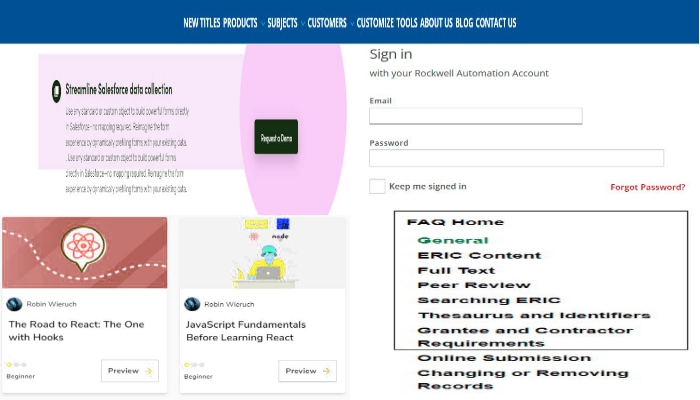 NEW TITLES PRODUCTS SUBJECTS CUSTOMERS CUSTOMIZE TOOLS ABOUT US BLOG CONTACT US
Streamline Salesforce data collection
Use any standard or custom object to build powerful forms directly
in Salesforce–no mapping required. Reimagine the form
experience by dynamically prefilling forms with your existing data.
. Use any standard or custom object to build powerful forms
directly in Salesforce–no mapping required. Reimagine the form
experience by dynamically prefilling forms with your existing data.
Request a Demo
Sign in
with your Rockwell Automation Account
Email
Password
Keep me signed in
Forgot Password?
node
Robin Wieruch
The Road to React: The One
with Hooks
Beginner
Preview
Robin Wieruch
JavaScript Fundamentals
Before Learning React
Beginner
Preview
FAQ Home
General
ERIC Content
Full Text
Peer Review
Searching ERIC
Thesaurus and Identifiers
Grantee and Contractor
Requirements
Online Submission
Changing or Removing
Records